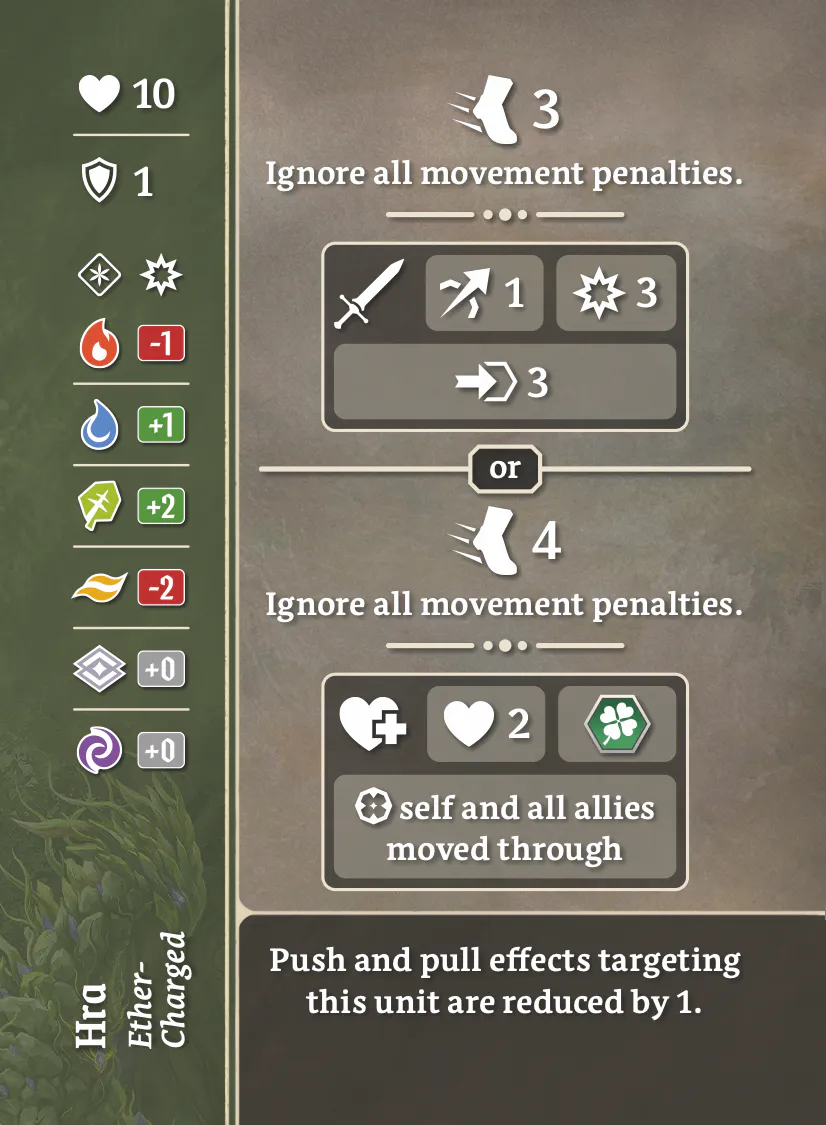 10
1
-1
+1
+2
-2
+0
+0
Hra
Ether-
Charged
3
Ignore all movement penalties.
1 3
3
or
4
Ignore all movement penalties.
2
self and all allies
moved through
Push and pull effects targeting
this unit are reduced by 1.